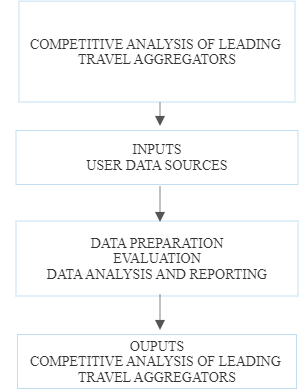 COMPETITIVE ANALYSIS OF LEADING
TRAVEL AGGREGATORS
INPUTS
USER DATA SOURCES
DATA PREPARATION
EVALUATION
DATA ANALYSIS AND REPORTING
OUPUTS
COMPETITIVE ANALYSIS OF LEADING
TRAVEL AGGREGATORS